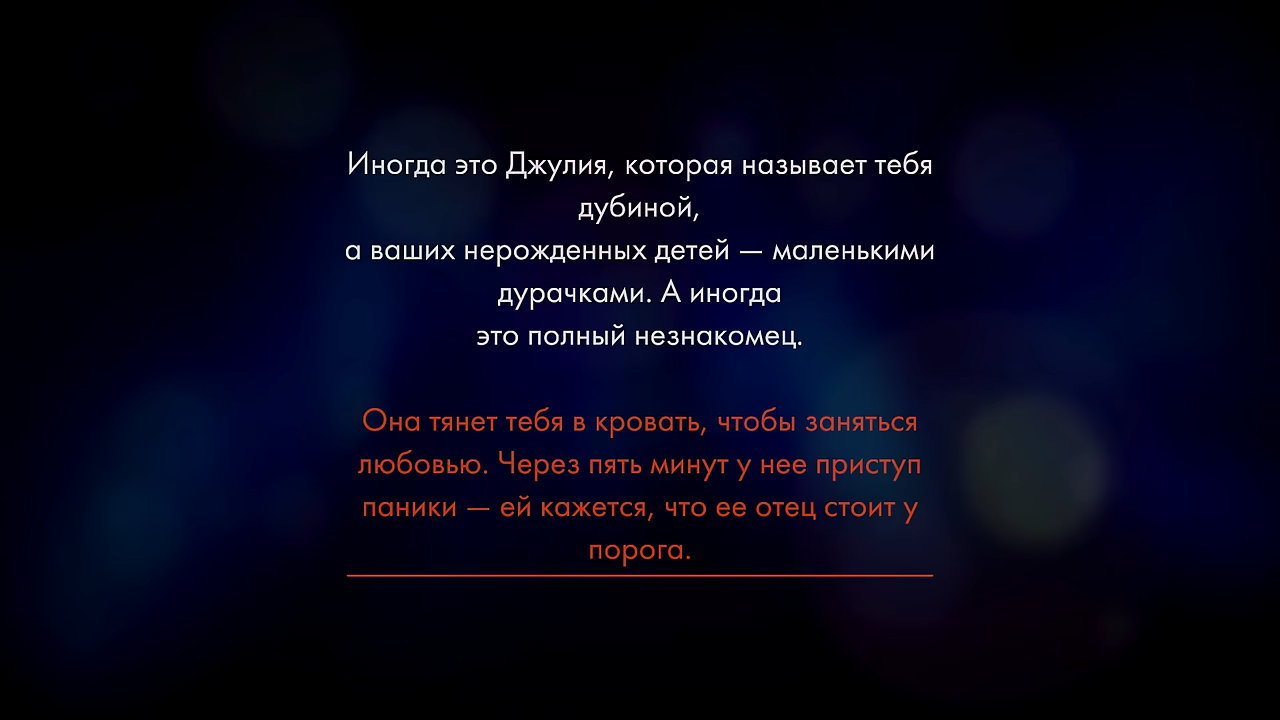 Иногда это Джулия, которая называет тебя
дубиной,
а ваших нерожденных детей — маленькими
дурачками. А иногда
это полный незнакомец.
Она тянет тебя в кровать, чтобы заняться
любовью. Через пять минут у нее приступ
паники — ей кажется, что ее отец стоит у
порога.